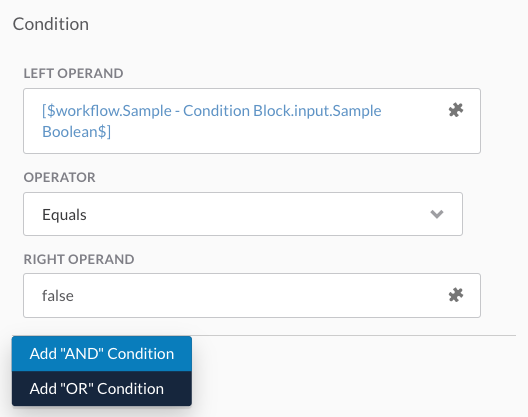 Condition
LEFT OPERAND
[$workflow.Sample - Condition Block.input.Sample
Boolean$]
OPERATOR
Equals
RIGHT OPERAND
false
Add "AND" Condition
Add "OR" Condition